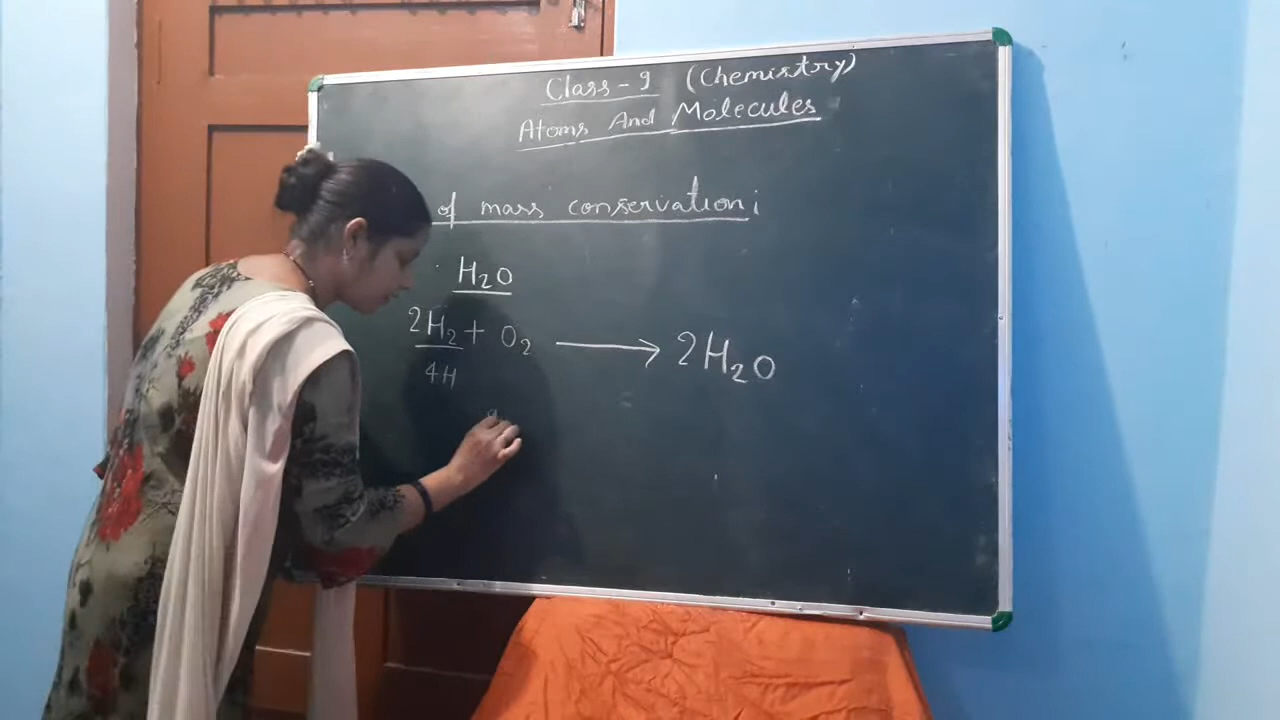 Class - 9 (Chemistry)
Atoms And Molecules
of mass conservation;
H₂O
2H₂ + O₂ ⟶ 2H₂O
4H